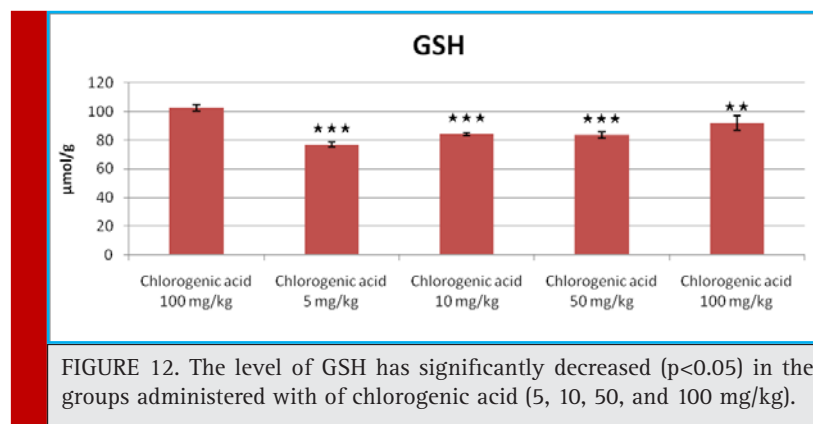 GSH
120
100
80
60
40
20
0
µmol/g
★★★
★★★
★★★
★★
Chlorogenic acid 100 mg/kg
Chlorogenic acid 5 mg/kg
Chlorogenic acid 10 mg/kg
Chlorogenic acid 50 mg/kg
Chlorogenic acid 100 mg/kg
FIGURE 12. The level of GSH has significantly decreased (p<0.05) in the
groups administered with of chlorogenic acid (5, 10, 50, and 100 mg/kg).